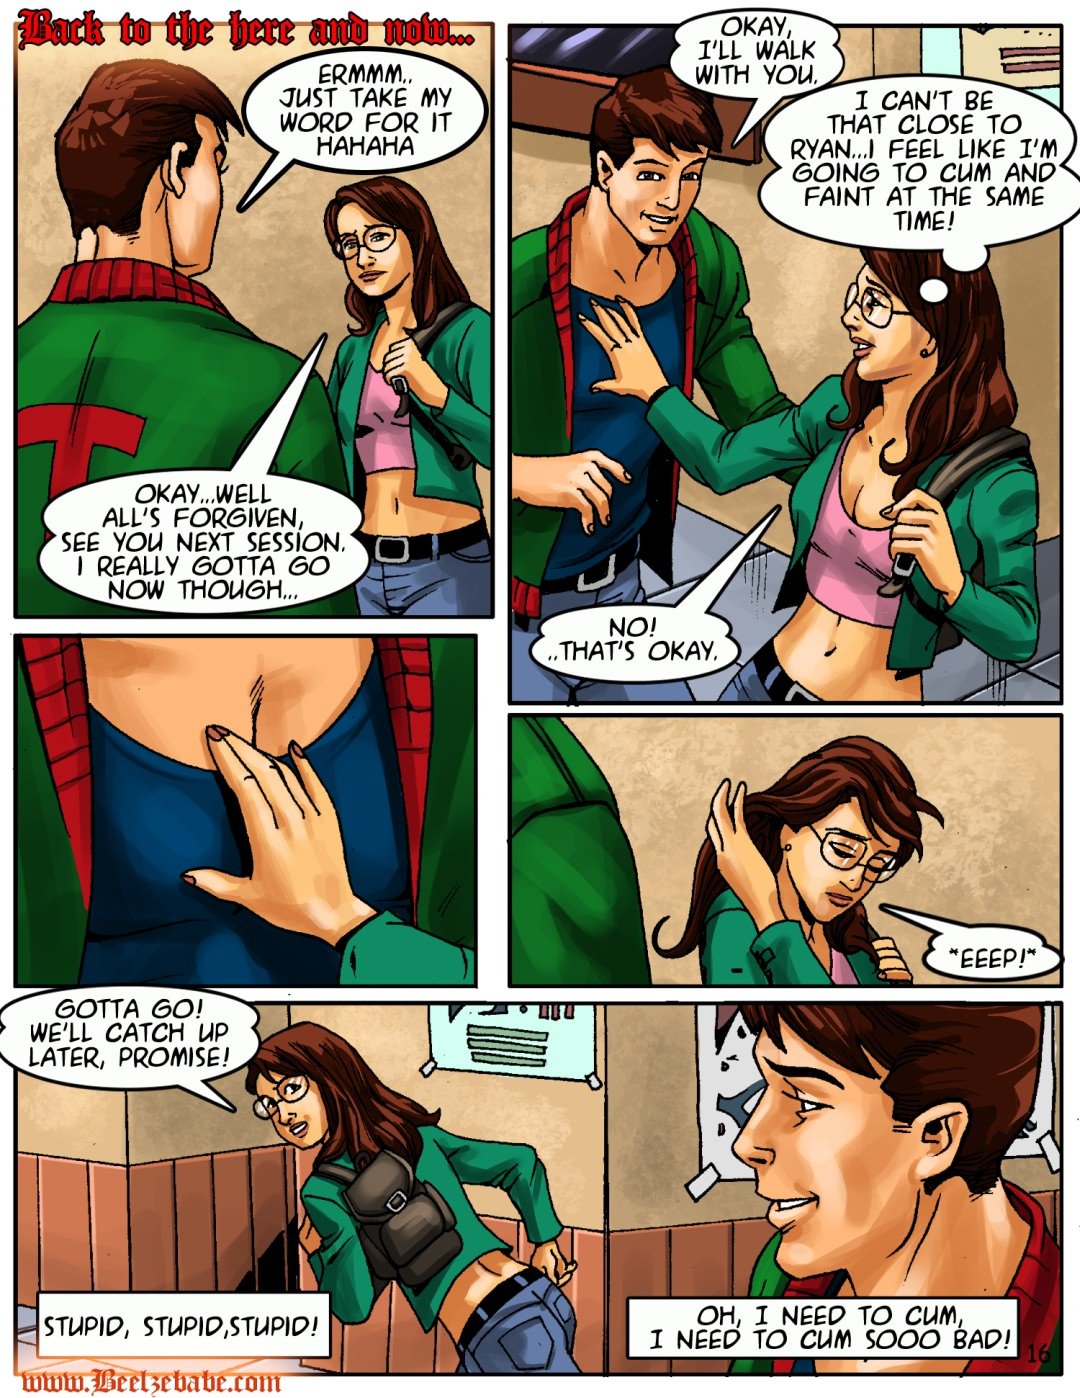 Back to the here and now...
ERMMM..
JUST TAKE MY
WORD FOR IT
HAHAHA
OKAY...WELL
ALL'S FORGIVEN,
SEE YOU NEXT SESSION.
I REALLY GOTTA GO
NOW THOUGH...
T
OKAY,
I'LL WALK
WITH YOU.
I CAN'T BE
THAT CLOSE TO
RYAN...I FEEL LIKE I'M
GOING TO CUM AND
FAINT AT THE SAME
TIME!
NO!
..THAT'S OKAY.
*EEEP!*
GOTTA GO!
WE'LL CATCH UP
LATER, PROMISE!
STUPID, STUPID,STUPID!
OH, I NEED TO CUM,
I NEED TO CUM SOOO BAD!
16
www.Beelzebabe.com